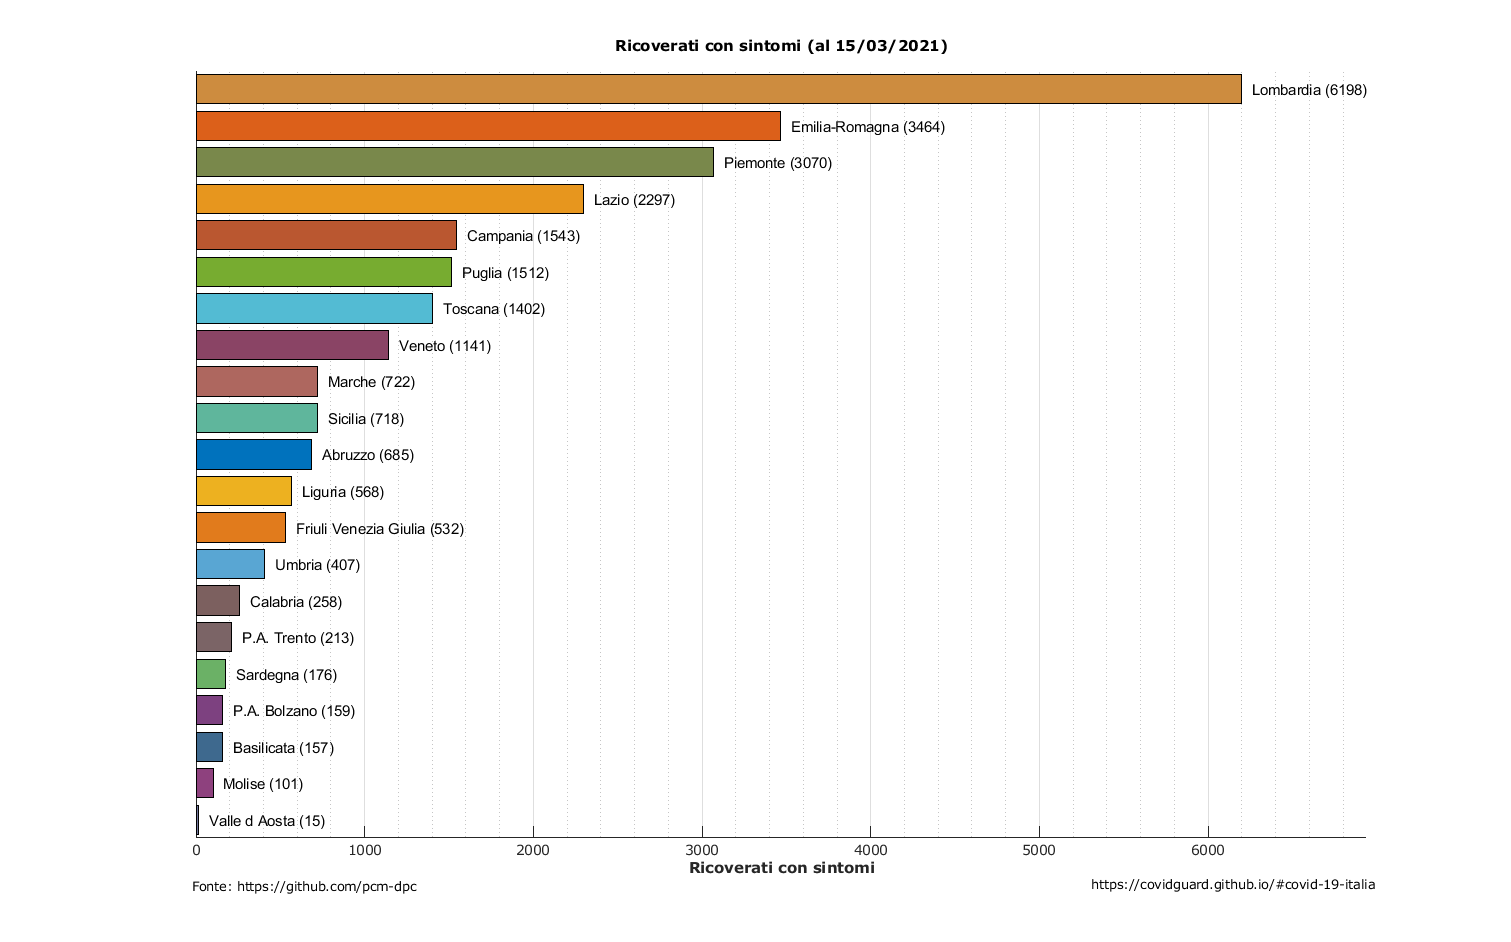 Ricoverati con sintomi (al 15/03/2021)
Lombardia (6198)
Emilia-Romagna (3464)
Piemonte (3070)
Lazio (2297)
Campania (1543)
Puglia (1512)
Toscana (1402)
Veneto (1141)
Marche (722)
Sicilia (718)
Abruzzo (685)
Liguria (568)
Friuli Venezia Giulia (532)
Umbria (407)
Calabria (258)
P.A. Trento (213)
Sardegna (176)
P.A. Bolzano (159)
Basilicata (157)
Molise (101)
Valle d Aosta (15)
0 1000 2000 3000 4000 5000 6000
Ricoverati con sintomi
Fonte: https://github.com/pcm-dpc
https://covidguard.github.io/#covid-19-italia